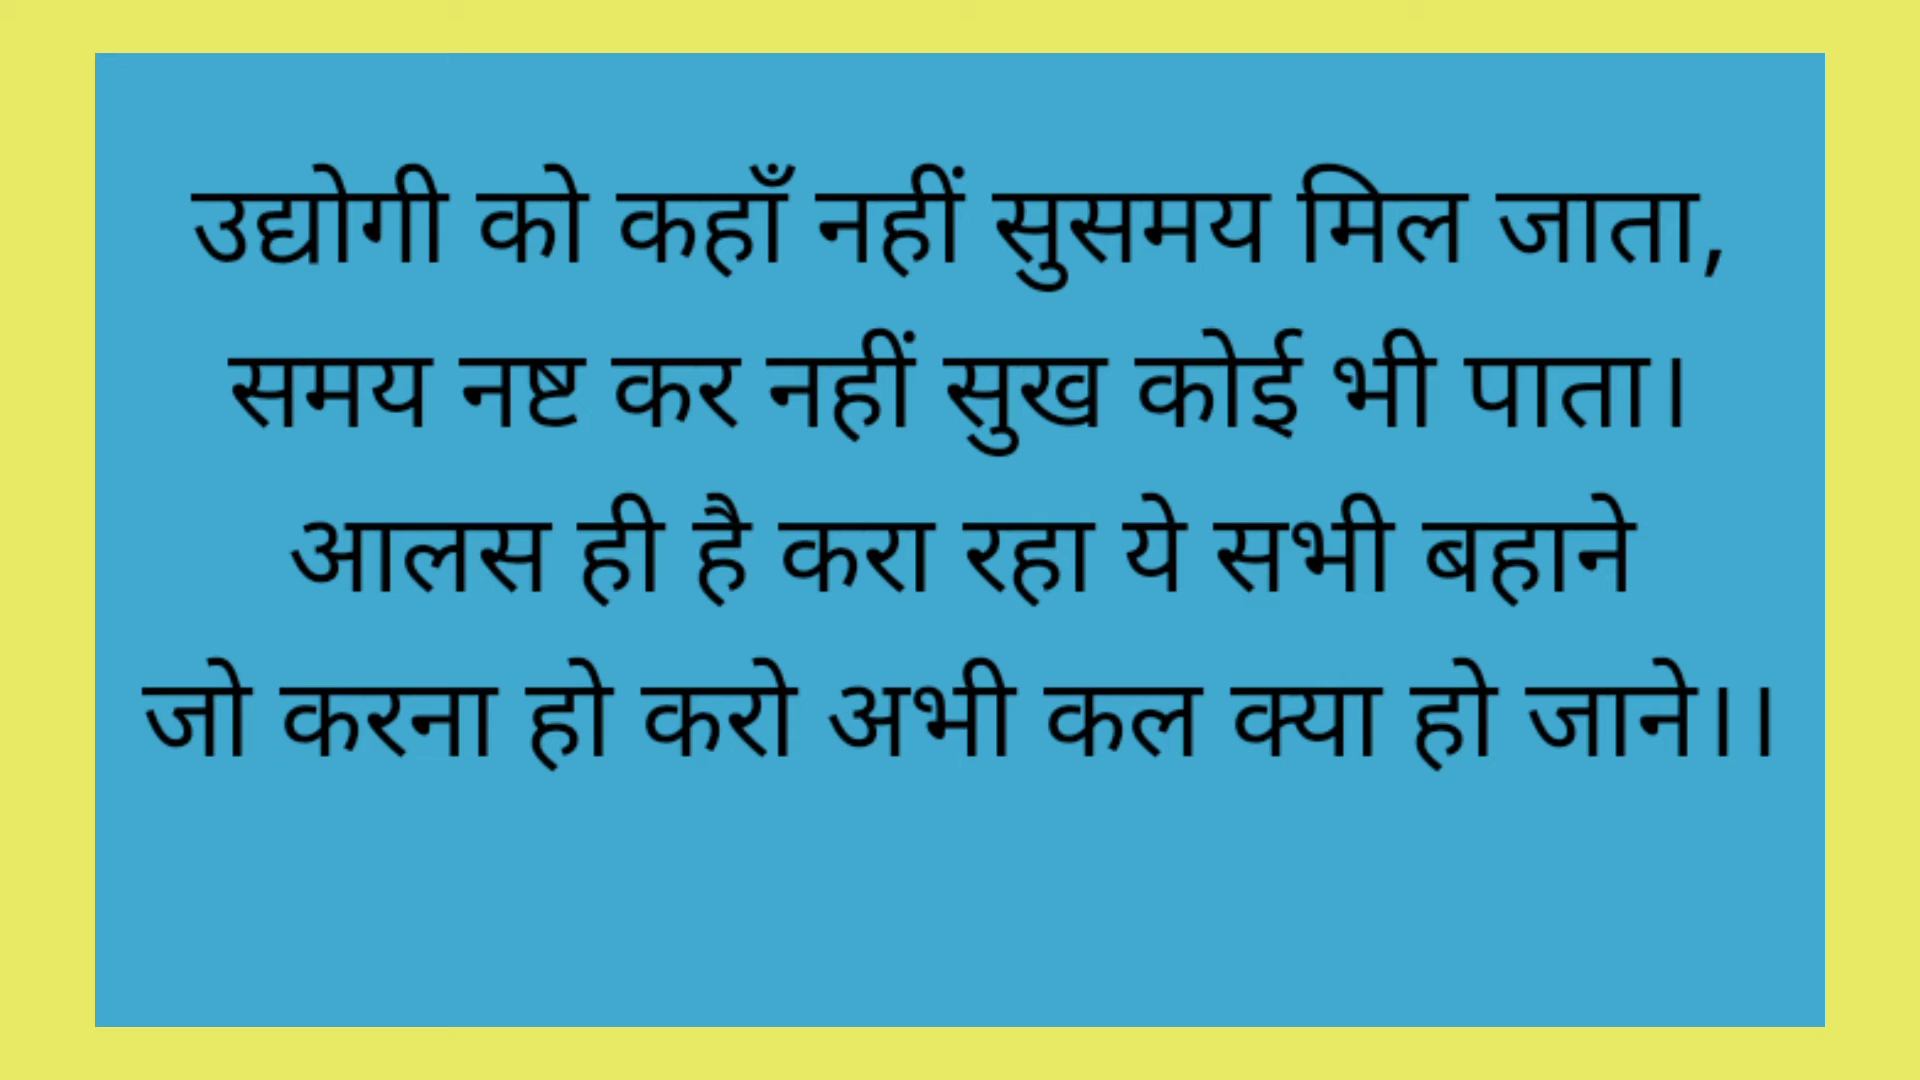 उद्योगी को कहाँ नहीं सुसमय मिल जाता,
समय नष्ट कर नहीं सुख कोई भी पाता।
आलस ही है करा रहा ये सभी बहाने
जो करना हो करो अभी कल क्या हो जाने।।